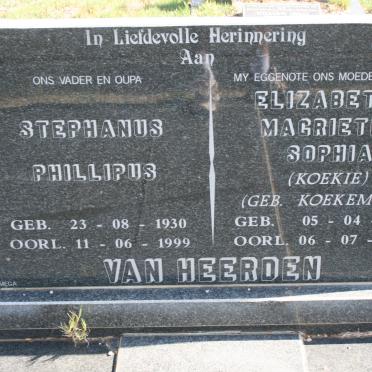 In Liefdevolle Herinnering
Aan
ONS VADER EN OUPA
STEPHANUS
PHILLIPUS
GEB. 23 - 08 - 1930
OORL. 11 - 06 - 1999
MY EGGENOTE ONS MOEDE
ELIZABET
MAGRIET
SOPHIA
(KOEKIE)
(GEB. KOEKEM
GEB. 05 - 04
OORL. 06 - 07 -
VAN HEERDEN